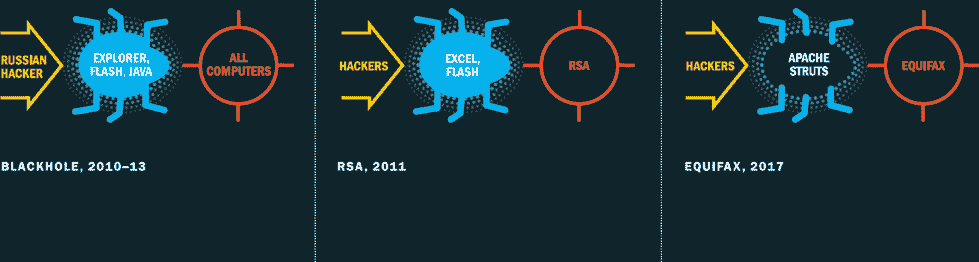 RUSSIAN
HACKER
EXPLORER,
FLASH, JAVA
ALL
COMPUTERS
BLACKHOLE, 2010–13
HACKERS
EXCEL,
FLASH
RSA
RSA, 2011
HACKERS
APACHE
STRUTS
EQUIFAX
EQUIFAX, 2017